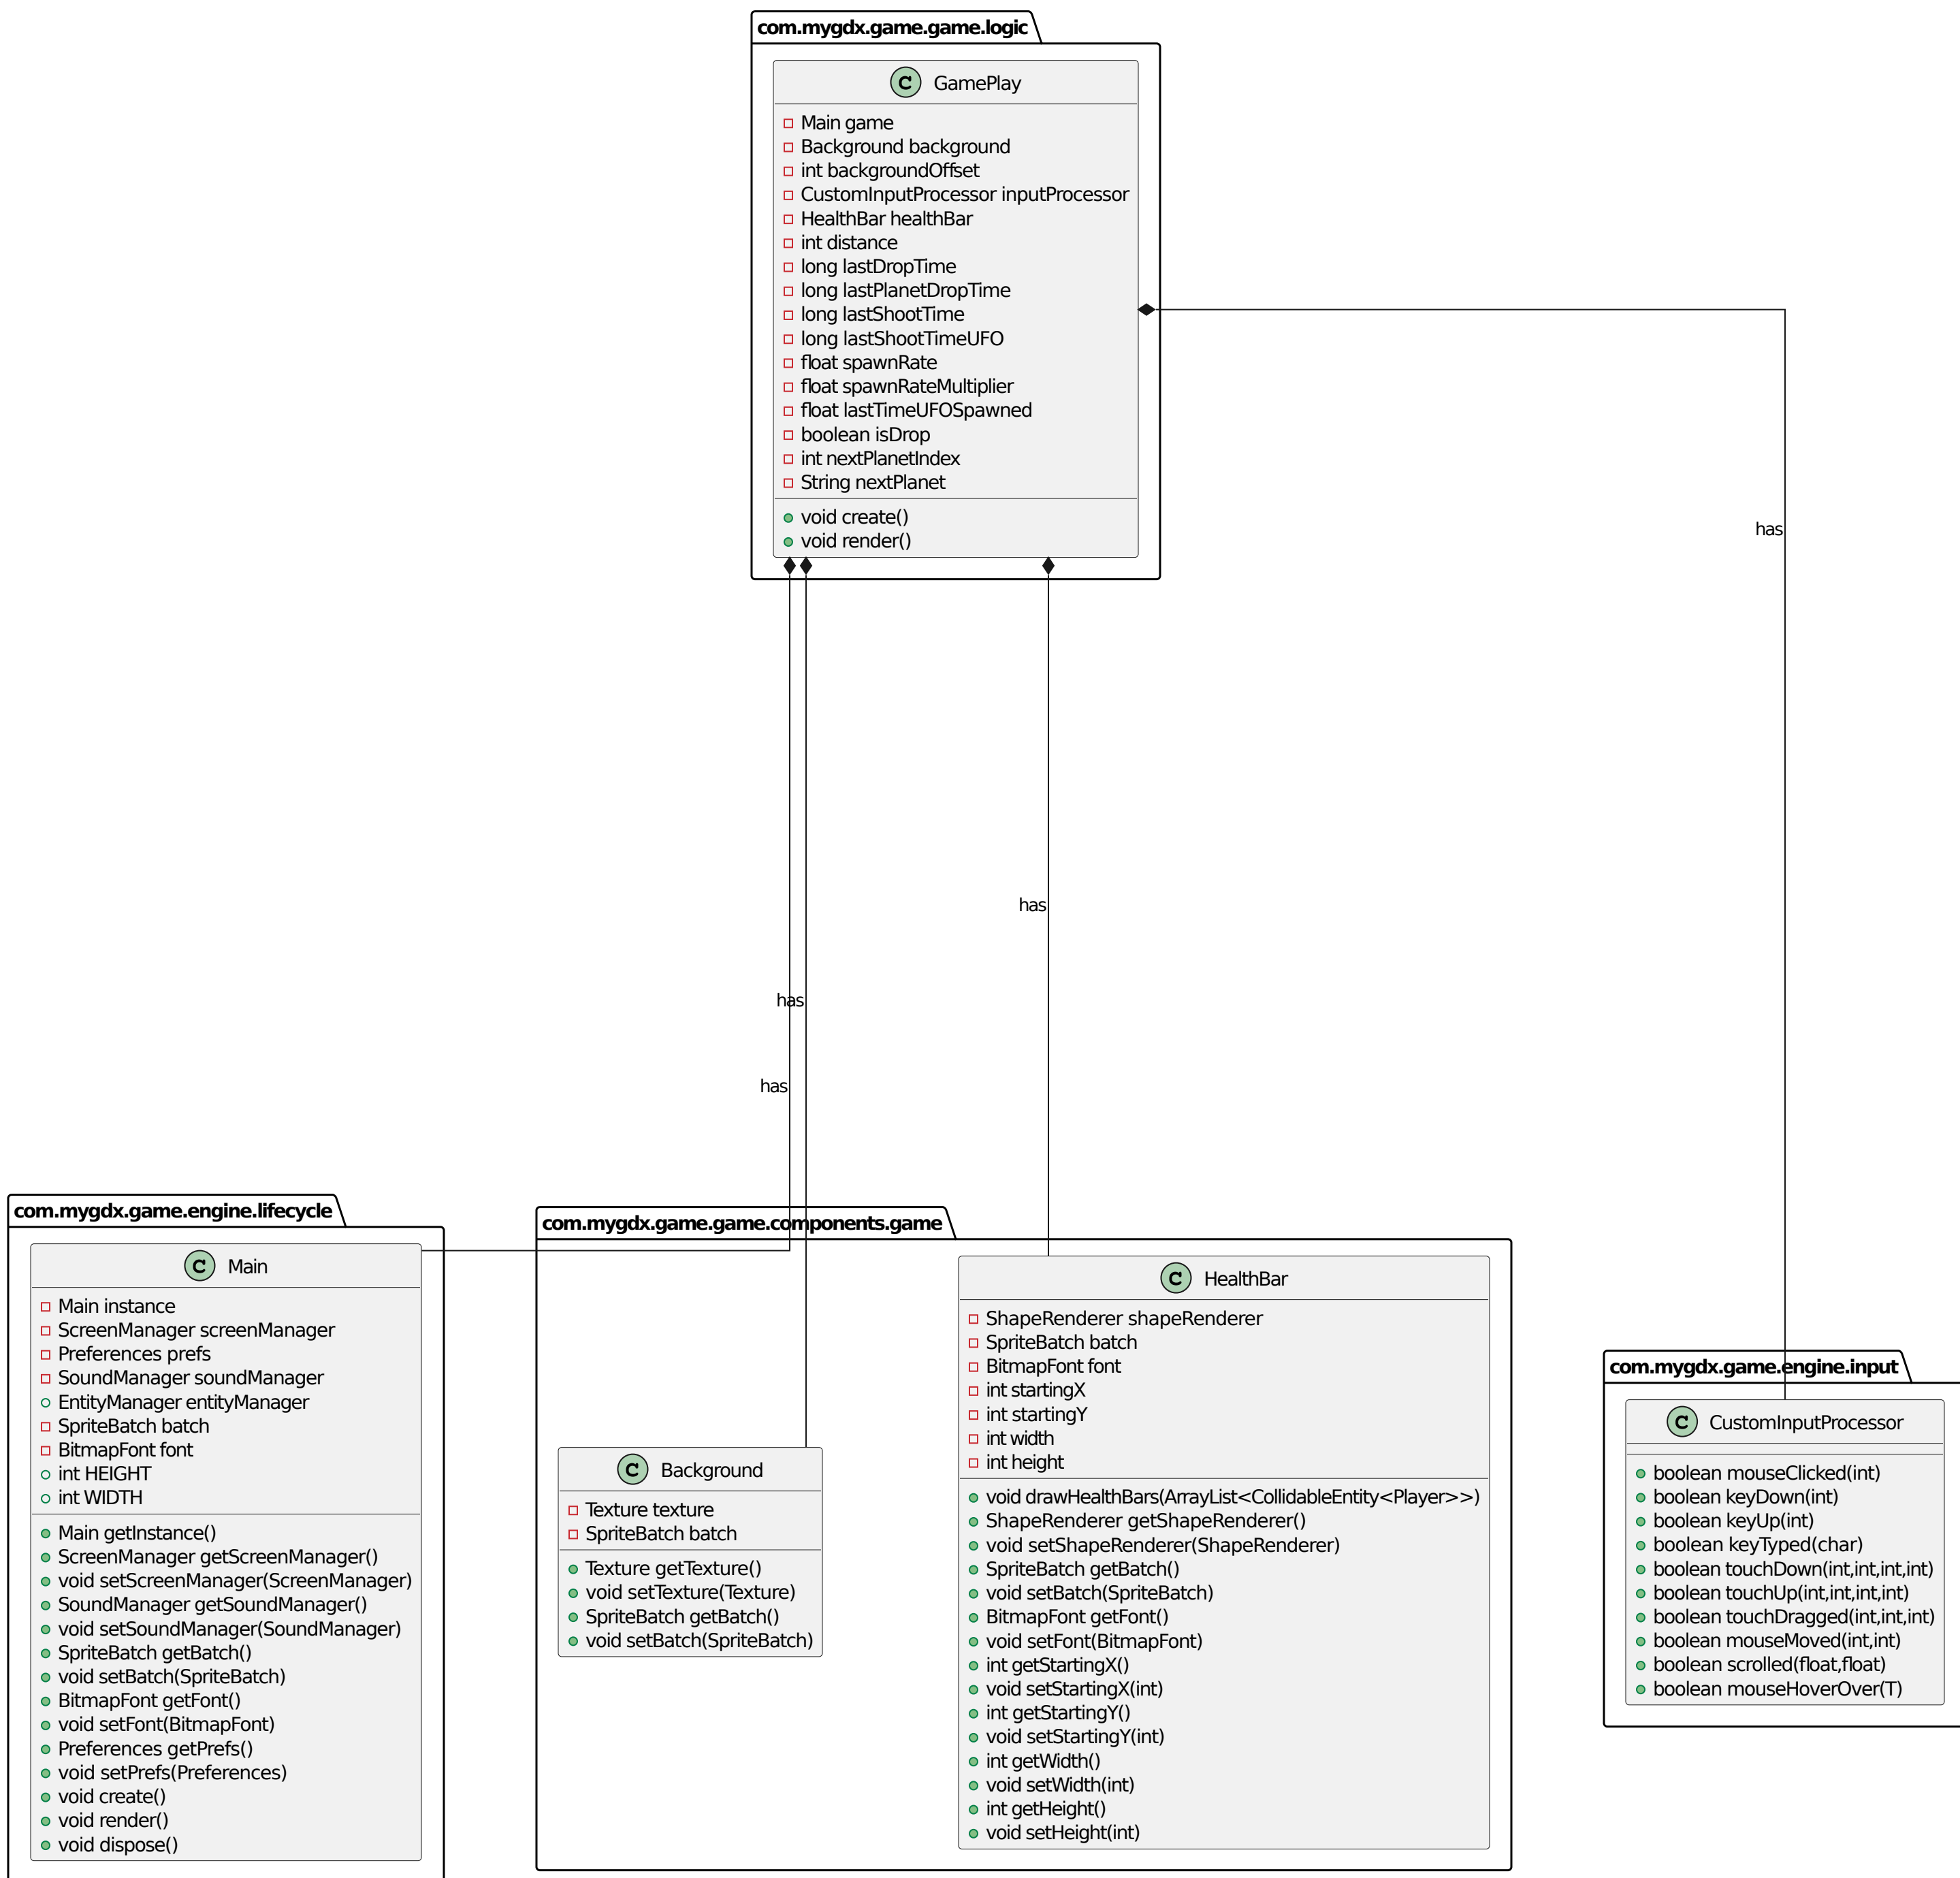 com.mygdx.game.game.logic
C GamePlay
Main game
Background background
int backgroundOffset
CustomInputProcessor inputProcessor
HealthBar healthBar
int distance
long lastDropTime
long lastPlanetDropTime
long lastShootTime
long lastShootTimeUFO
float spawnRate
float spawnRateMultiplier
float lastTimeUFOSpawned
boolean isDrop
int nextPlanetIndex
String nextPlanet
void create()
void render()
has
has
has
has
com.mygdx.game.engine.lifecycle
C Main
Main instance
ScreenManager screenManager
Preferences prefs
SoundManager soundManager
EntityManager entityManager
SpriteBatch batch
BitmapFont font
int HEIGHT
int WIDTH
Main getInstance()
ScreenManager getScreenManager()
void setScreenManager(ScreenManager)
SoundManager getSoundManager()
void setSoundManager(SoundManager)
SpriteBatch getBatch()
void setBatch(SpriteBatch)
BitmapFont getFont()
void setFont(BitmapFont)
Preferences getPrefs()
void setPrefs(Preferences)
void create()
void render()
void dispose()
com.mygdx.game.game.components.game
C Background
Texture texture
SpriteBatch batch
Texture getTexture()
void setTexture(Texture)
SpriteBatch getBatch()
void setBatch(SpriteBatch)
C HealthBar
ShapeRenderer shapeRenderer
SpriteBatch batch
BitmapFont font
int startingX
int startingY
int width
int height
void drawHealthBars(ArrayList<CollidableEntity<Player>>)
ShapeRenderer getShapeRenderer()
void setShapeRenderer(ShapeRenderer)
SpriteBatch getBatch()
void setBatch(SpriteBatch)
BitmapFont getFont()
void setFont(BitmapFont)
int getStartingX()
void setStartingX(int)
int getStartingY()
void setStartingY(int)
int getWidth()
void setWidth(int)
int getHeight()
void setHeight(int)
com.mygdx.game.engine.input
C CustomInputProcessor
boolean mouseClicked(int)
boolean keyDown(int)
boolean keyUp(int)
boolean keyTyped(char)
boolean touchDown(int,int,int,int)
boolean touchUp(int,int,int,int)
boolean touchDragged(int,int,int)
boolean mouseMoved(int,int)
boolean scrolled(float,float)
boolean mouseHoverOver(T)